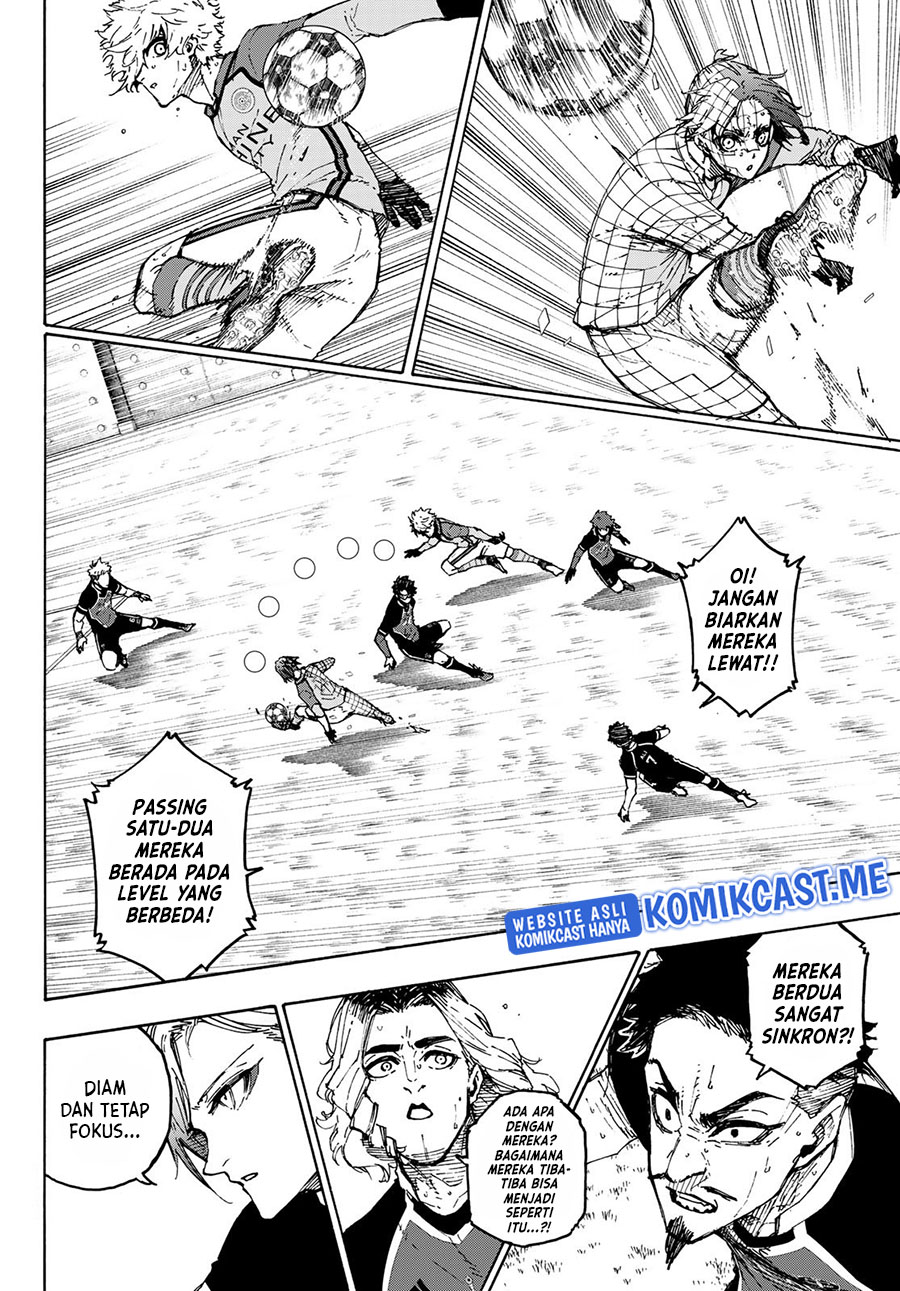 AN
INE
Y
OI!
JANGAN
BIARKAN
MEREKA
LEWAT!!
PASSING
SATU-DUA
MEREKA
BERADA PADA
LEVEL YANG
BERBEDA!
WEBSITE ASLI
KOMIKCAST HANYA
KOMIKCAST.ME
MEREKA
BERDUA
SANGAT
SINKRON?!
ADA APA
DENGAN
MEREKA?
BAGAIMANA
MEREKA TIBA-
TIBA BISA
MENJADI
SEPERTI
ITU...?!
DIAM
DAN TETAP
FOKUS...